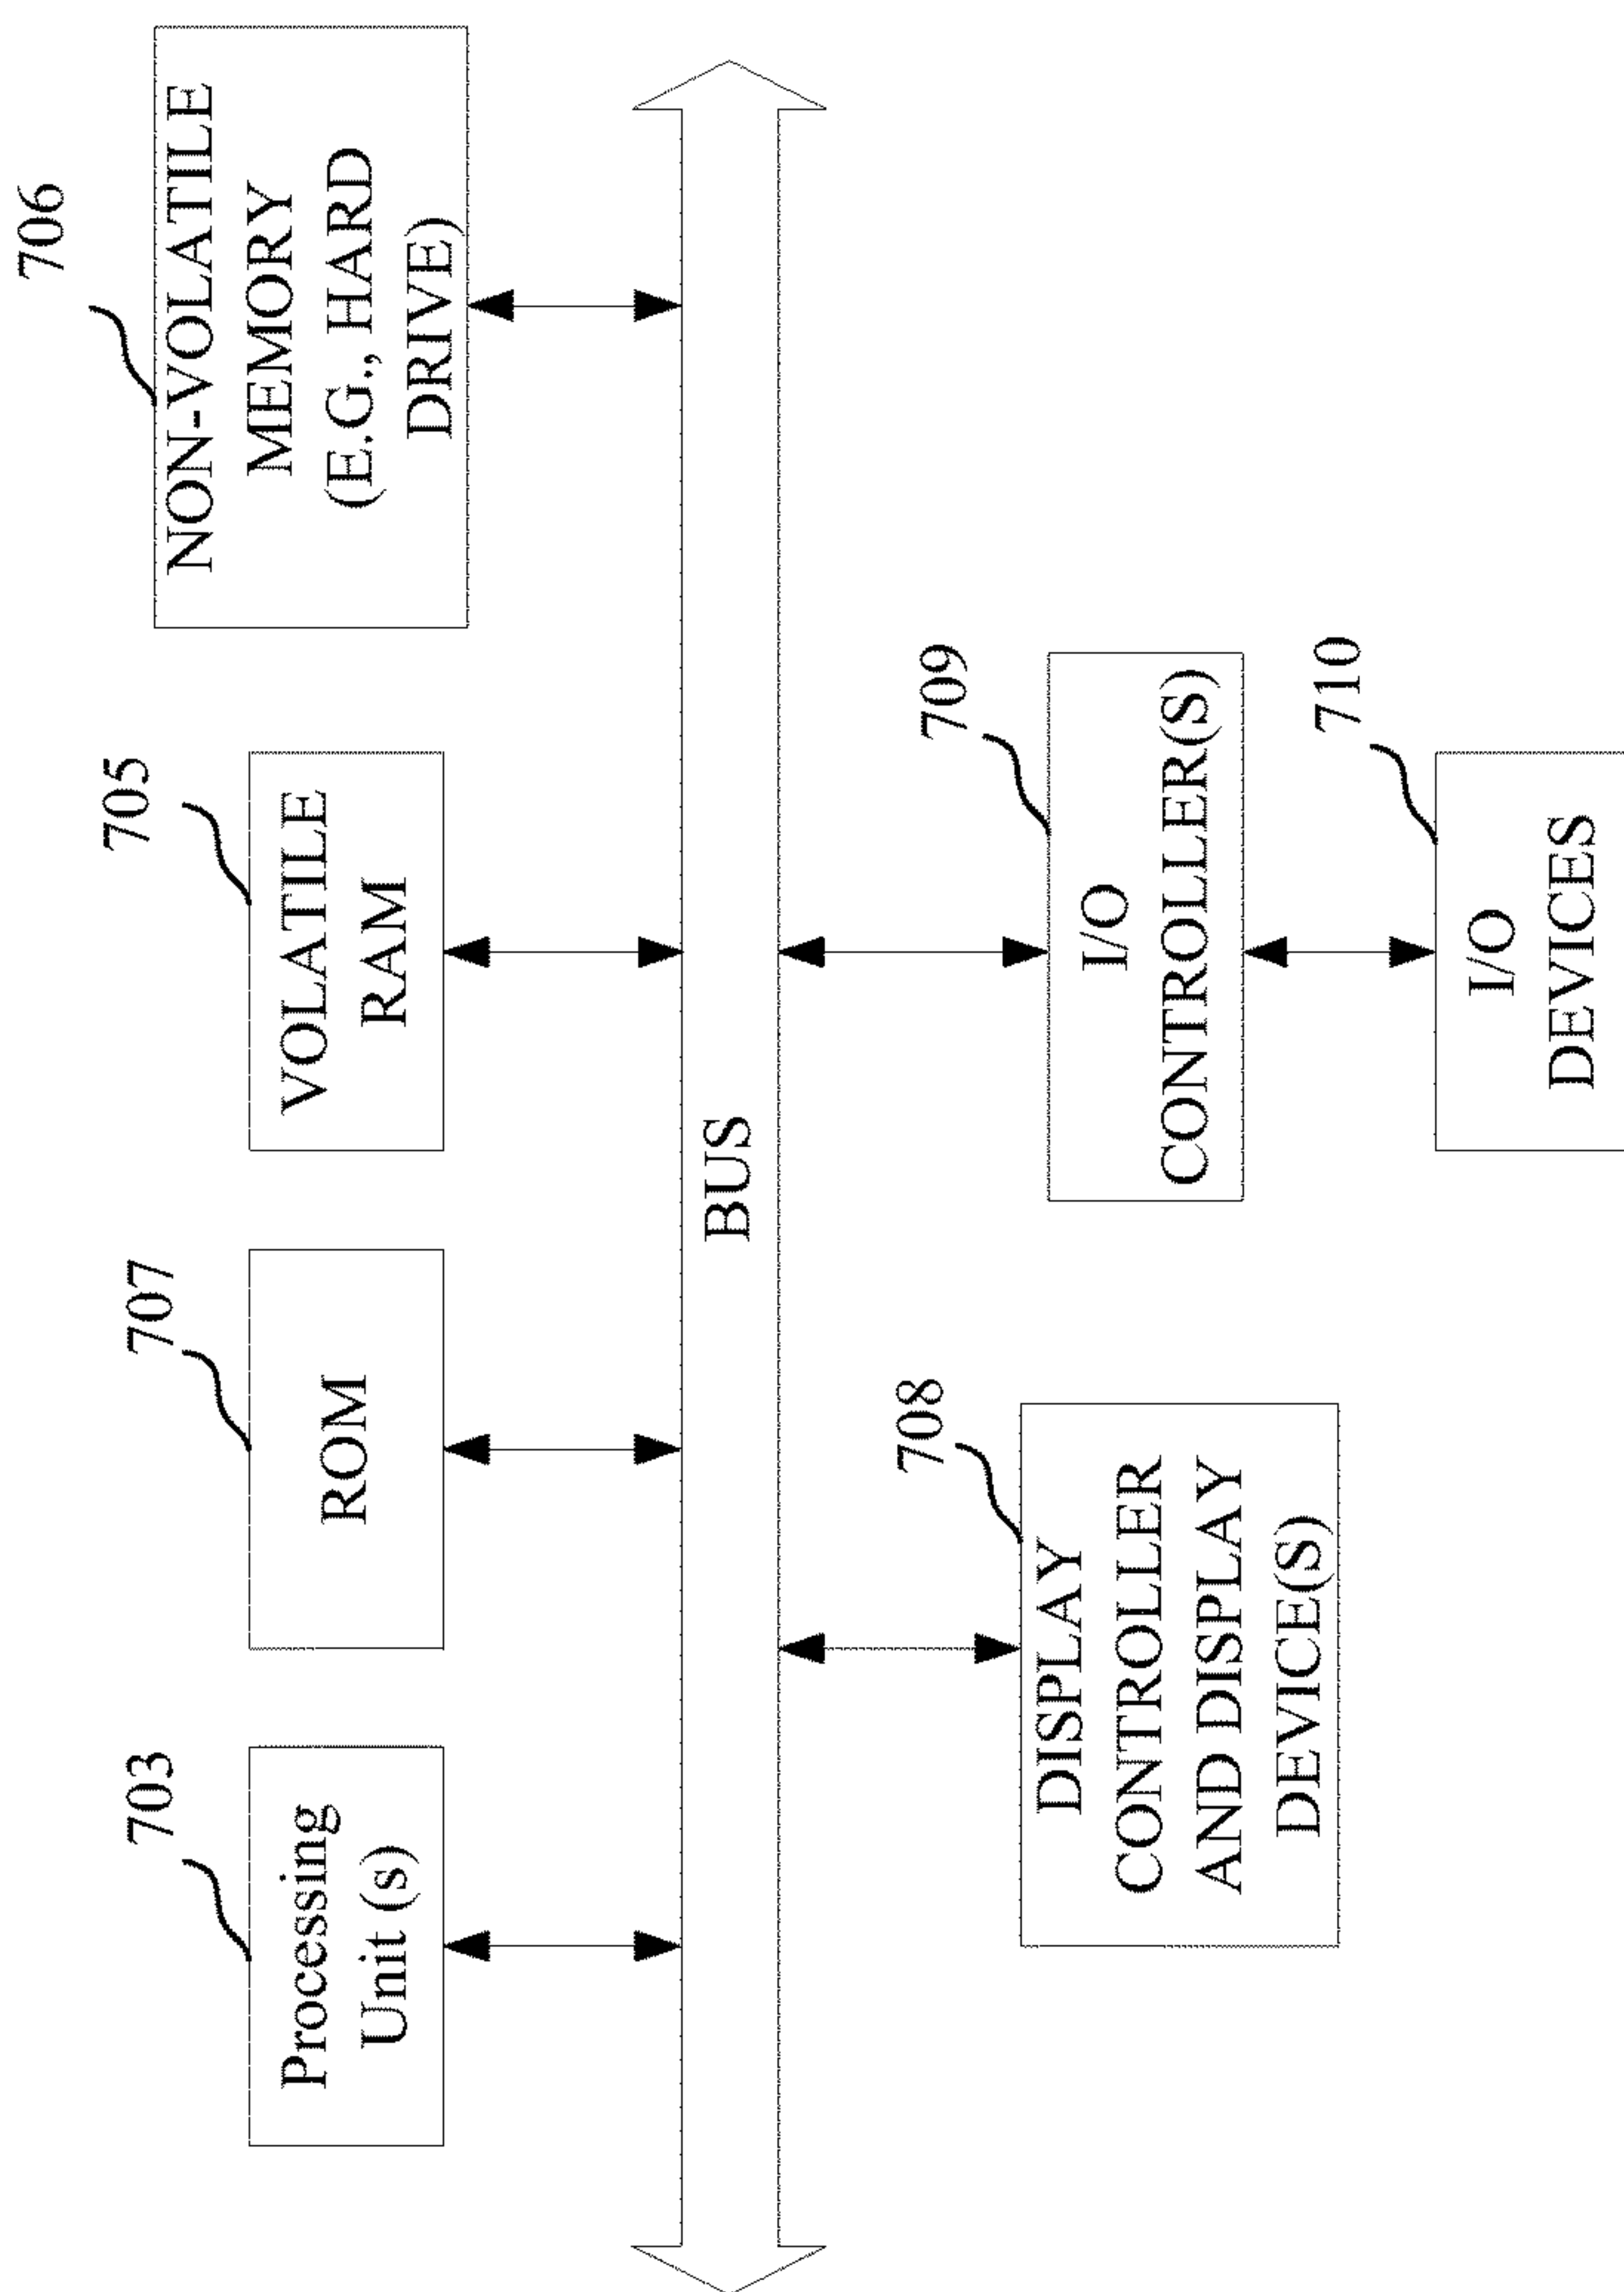 703
Processing
Unit (s)
707
ROM
705
VOLATILE
RAM
706
NON-VOLATILE
MEMORY
(E.G., HARD
DRIVE)
BUS
708
DISPLAY
CONTROLLER
AND DISPLAY
DEVICE(S)
709
I/O
CONTROLLER(S)
710
I/O
DEVICES